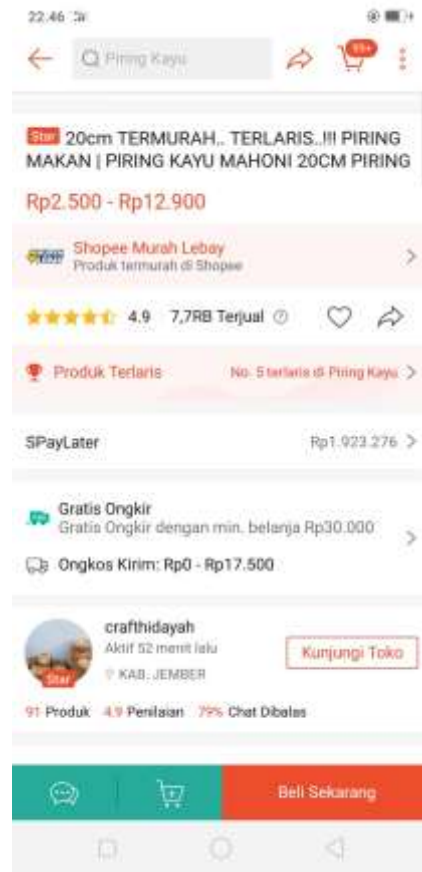 22.46
Piring Kayu
99+
Star 20cm TERMURAH.. TERLARIS..!!! PIRING
MAKAN | PIRING KAYU MAHONI 20CM PIRING
Rp2.500 - Rp12.900
Shopee Murah Lebay
Produk termurah di Shopee
4.9 7,7RB Terjual
Produk Terlaris No. 5 terlaris di Piring Kayu
SPayLater Rp1.923.276
Gratis Ongkir
Gratis Ongkir dengan min. belanja Rp30.000
Ongkos Kirim: Rp0 - Rp17.500
crafthidayah
Aktif 52 menit lalu
Kunjungi Toko
Star
KAB. JEMBER
91 Produk 4.9 Penilaian 79% Chat Dibalas
Beli Sekarang